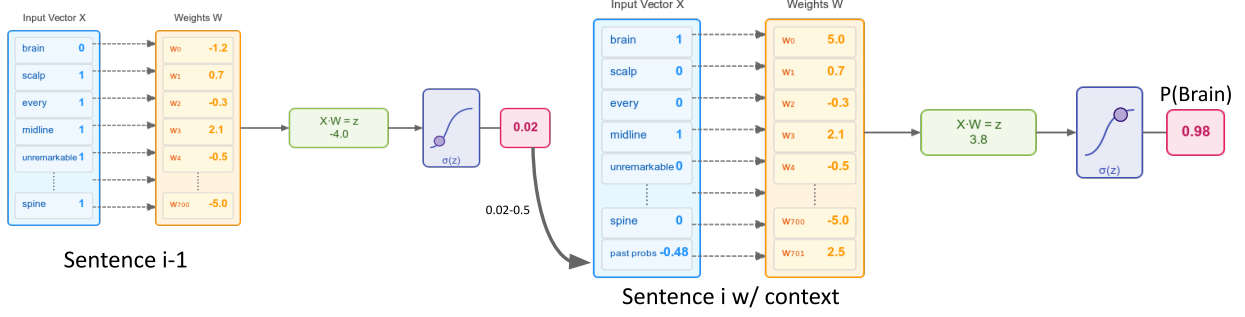 Input Vector X
Weights W
brain 0
scalp 1
every 1
midline 1
unremarkable 1
spine 1
W0 -1.2
W1 0.7
W2 -0.3
W3 2.1
W4 -0.5
W700 -5.0
X·W = z
-4.0
σ(z)
0.02
0.02-0.5
Sentence i-1
Input Vector X
Weights W
brain 1
scalp 0
every 0
midline 1
unremarkable 0
spine 0
past probs -0.48
W0 5.0
W1 0.7
W2 -0.3
W3 2.1
W4 -0.5
W700 -5.0
W701 2.5
X·W = z
3.8
σ(z)
P(Brain)
0.98
Sentence i w/ context